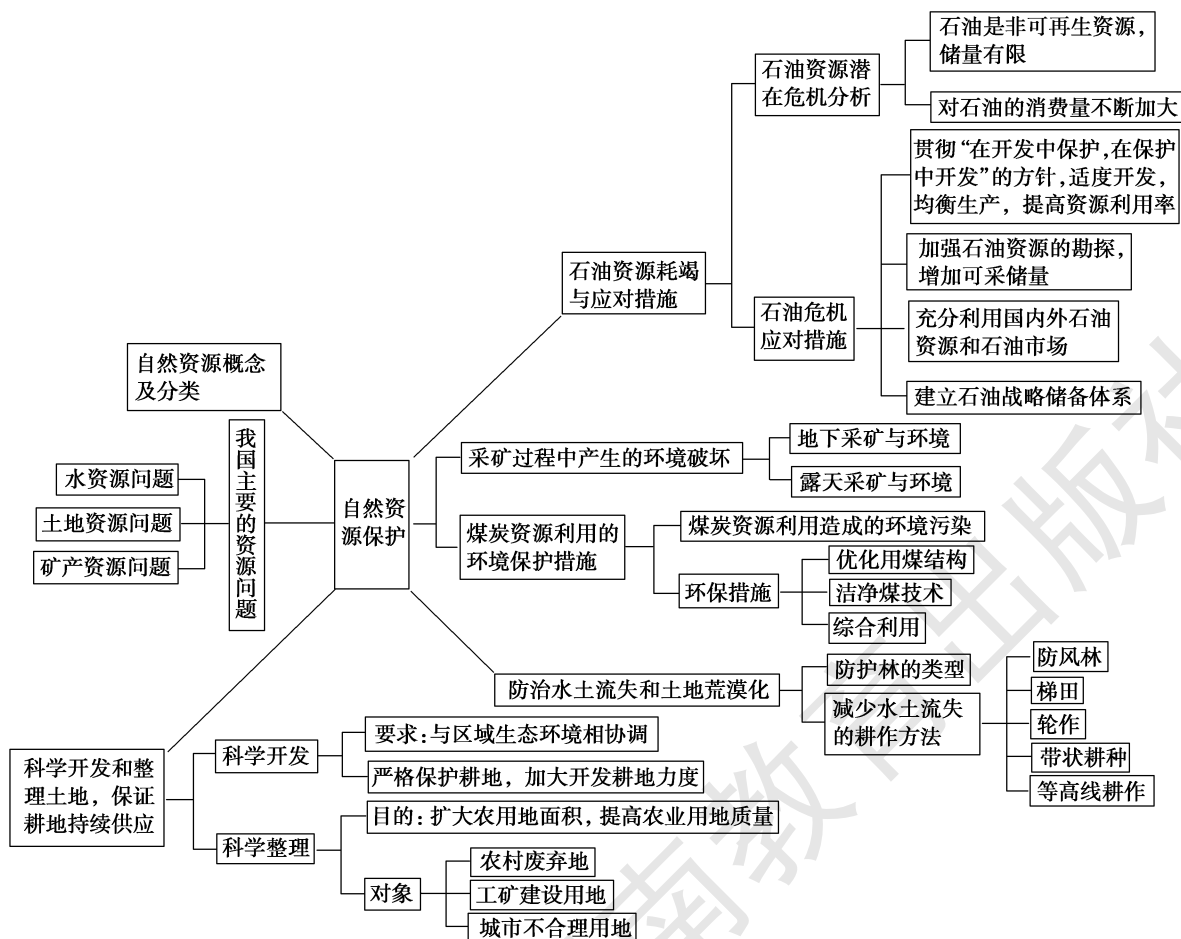 石油是非可再生资源，
储量有限
石油资源潜
在危机分析
对石油的消费量不断加大
贯彻“在开发中保护，在保护
中开发”的方针，适度开发，
均衡生产，提高资源利用率
石油资源耗竭
与应对措施
加强石油资源的勘探，
增加可采储量
石油危机
应对措施
充分利用国内外石油
资源和石油市场
建立石油战略储备体系
自然资源概念
及分类
我国主要的资源问题
水资源问题
土地资源问题
矿产资源问题
自然资
源保护
采矿过程中产生的环境破坏
地下采矿与环境
露天采矿与环境
煤炭资源利用的
环境保护措施
煤炭资源利用造成的环境污染
环保措施
优化用煤结构
洁净煤技术
综合利用
防治水土流失和土地荒漠化
防护林的类型
减少水土流失
的耕作方法
防风林
梯田
轮作
带状耕种
等高线耕作
科学开发和整
理土地，保证
耕地持续供应
科学开发
要求：与区域生态环境相协调
严格保护耕地，加大开发耕地力度
科学整理
目的：扩大农用地面积，提高农业用地质量
对象
农村废弃地
工矿建设用地
城市不合理用地
南教育出版社